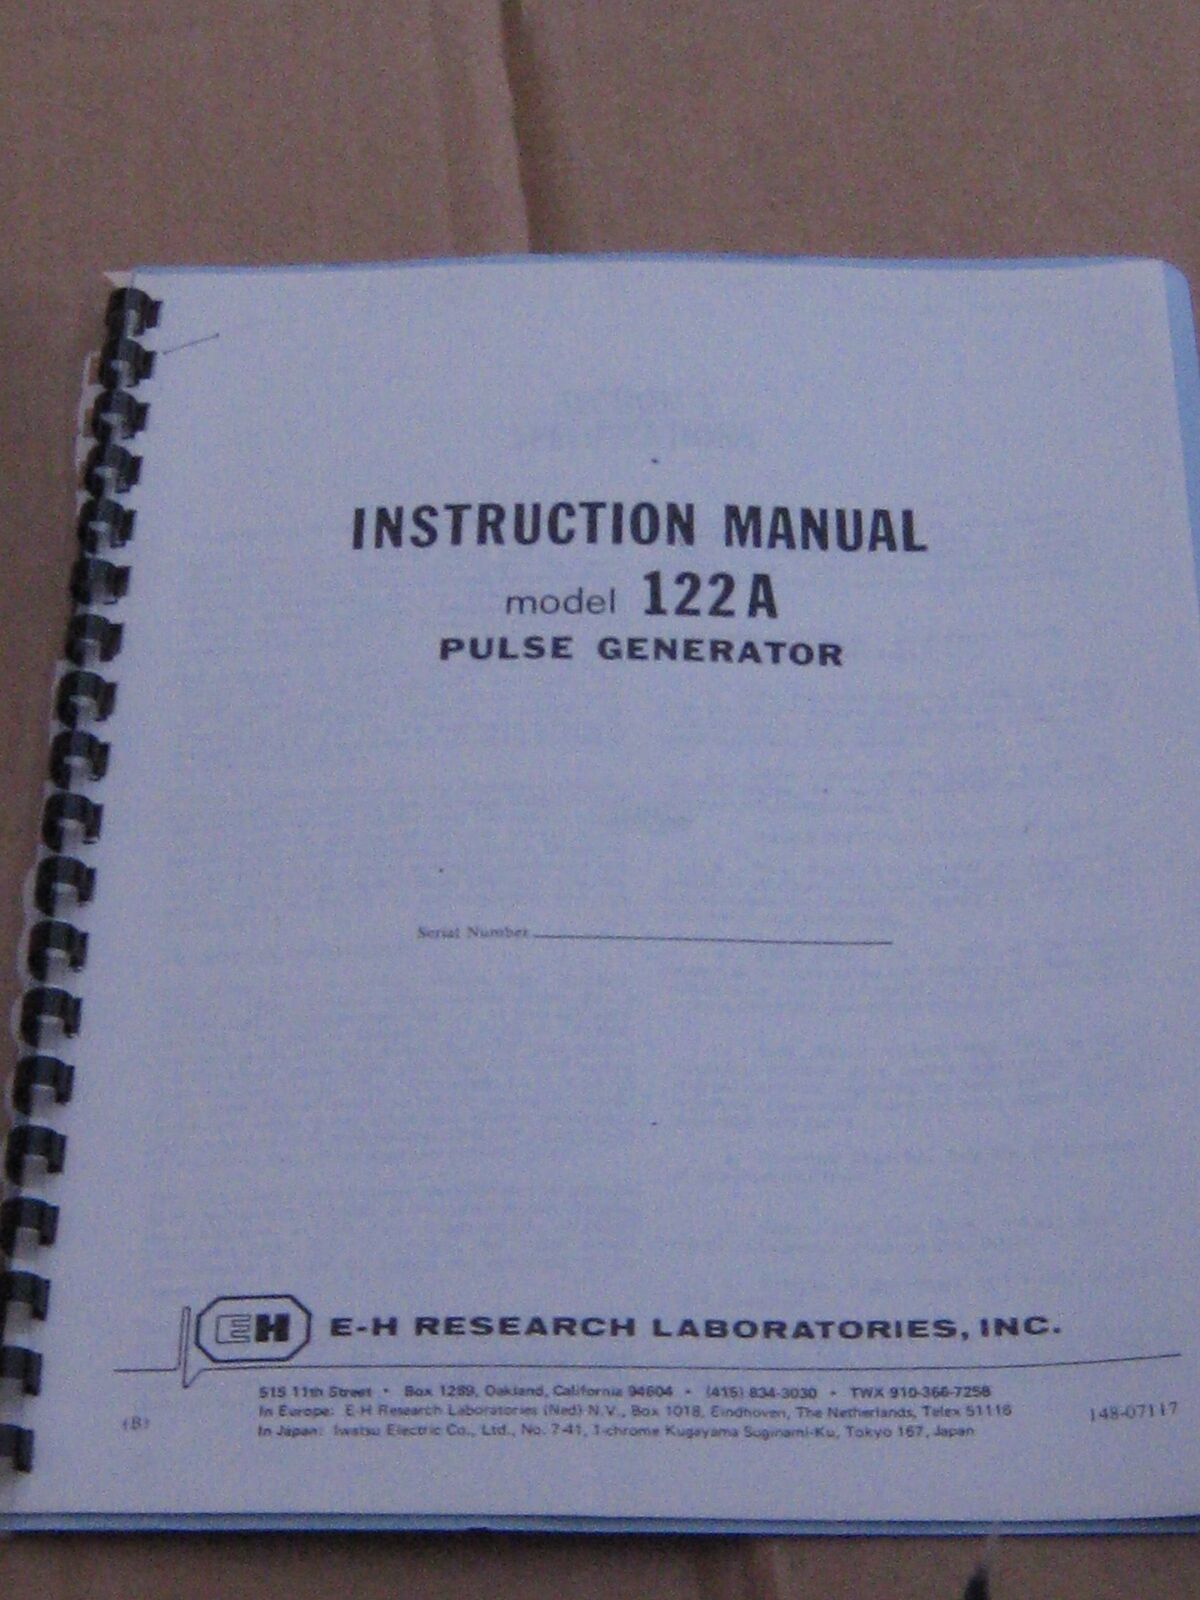 INSTRUCTION MANUAL
model 122A
PULSE GENERATOR
Serial Number
EH E-H RESEARCH LABORATORIES, INC.
515 11th Street • Box 1289, Oakland, California 94604 • (415) 834-3030 • TWX 910-366-7258
In Europe: E-H Research Laboratories (Ned) N.V., Box 1018, Eindhoven, The Netherlands, Telex 51116
(B)
148-07117
In Japan: Iwatsu Electric Co., Ltd., No. 7-41, 1-chrome Kugayama Suginami-Ku, Tokyo 167, Japan